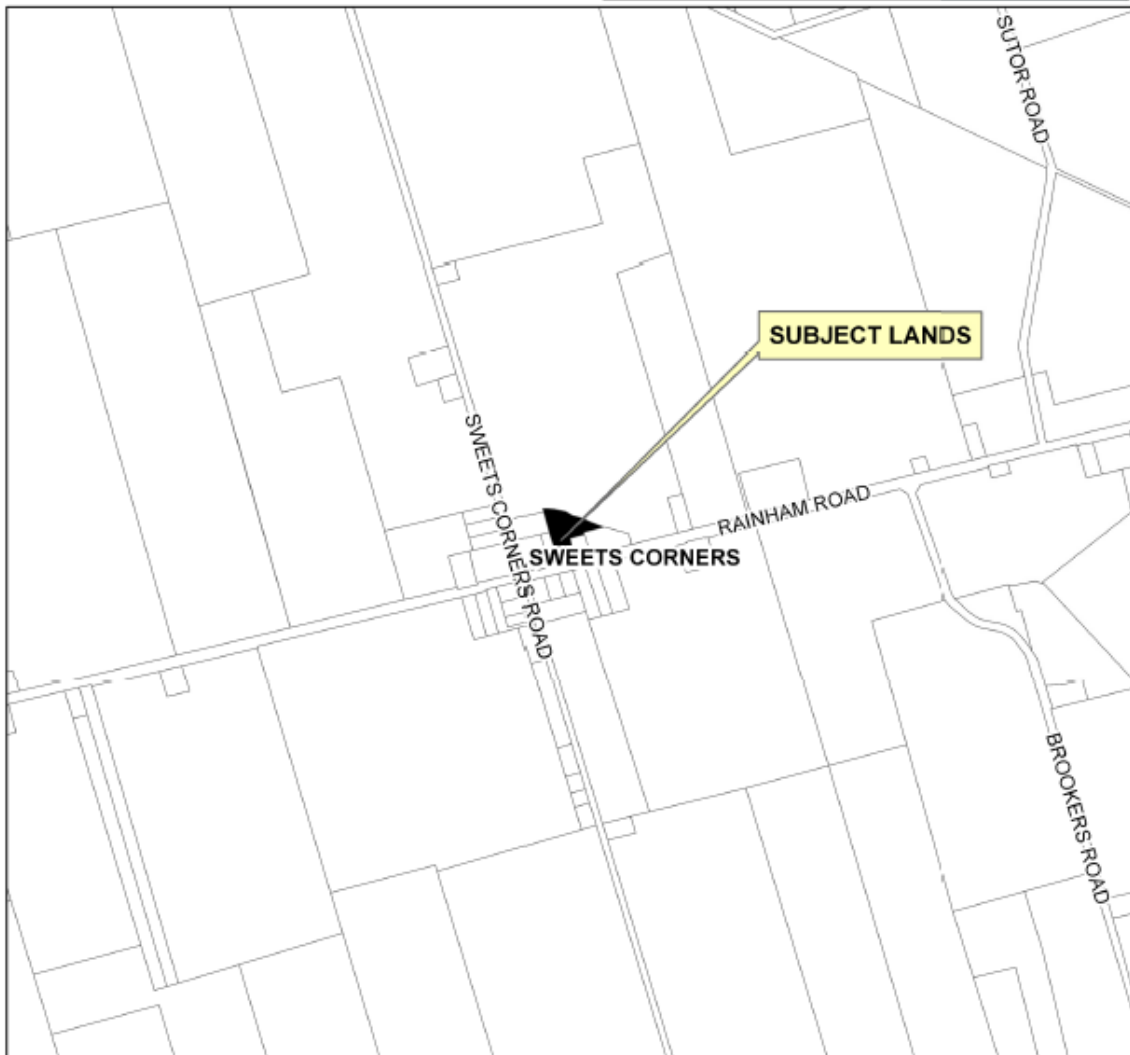 SUTOR ROAD
SUBJECT LANDS
SWEETS CORNERS ROAD
RAINHAM ROAD
SWEETS CORNERS
BROOKERS ROAD